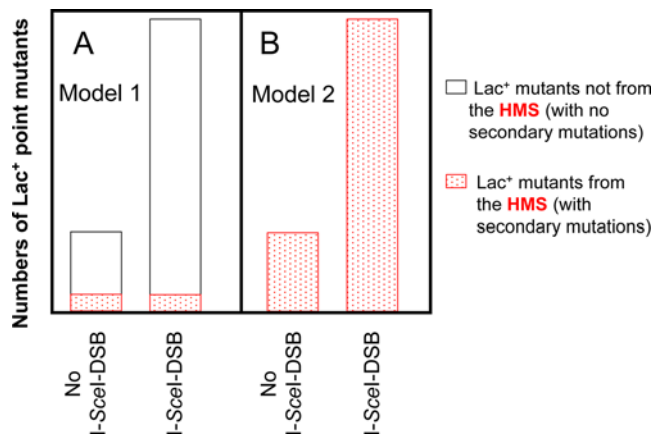 Numbers of Lac+ point mutants
A
Model 1
B
Model 2
Lac+ mutants not from
the HMS (with no
secondary mutations)
Lac+ mutants from
the HMS (with
secondary mutations)
No
I-SceI-DSB
I-SceI-DSB
No
I-SceI-DSB
I-SceI-DSB